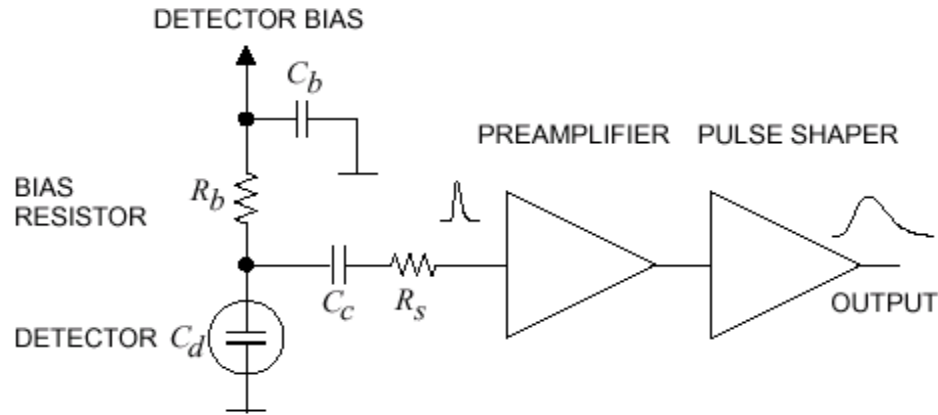 DETECTOR BIAS
Cb
PREAMPLIFIER
PULSE SHAPER
BIAS
RESISTOR
Rb
Cc
Rs
OUTPUT
DETECTOR
Cd